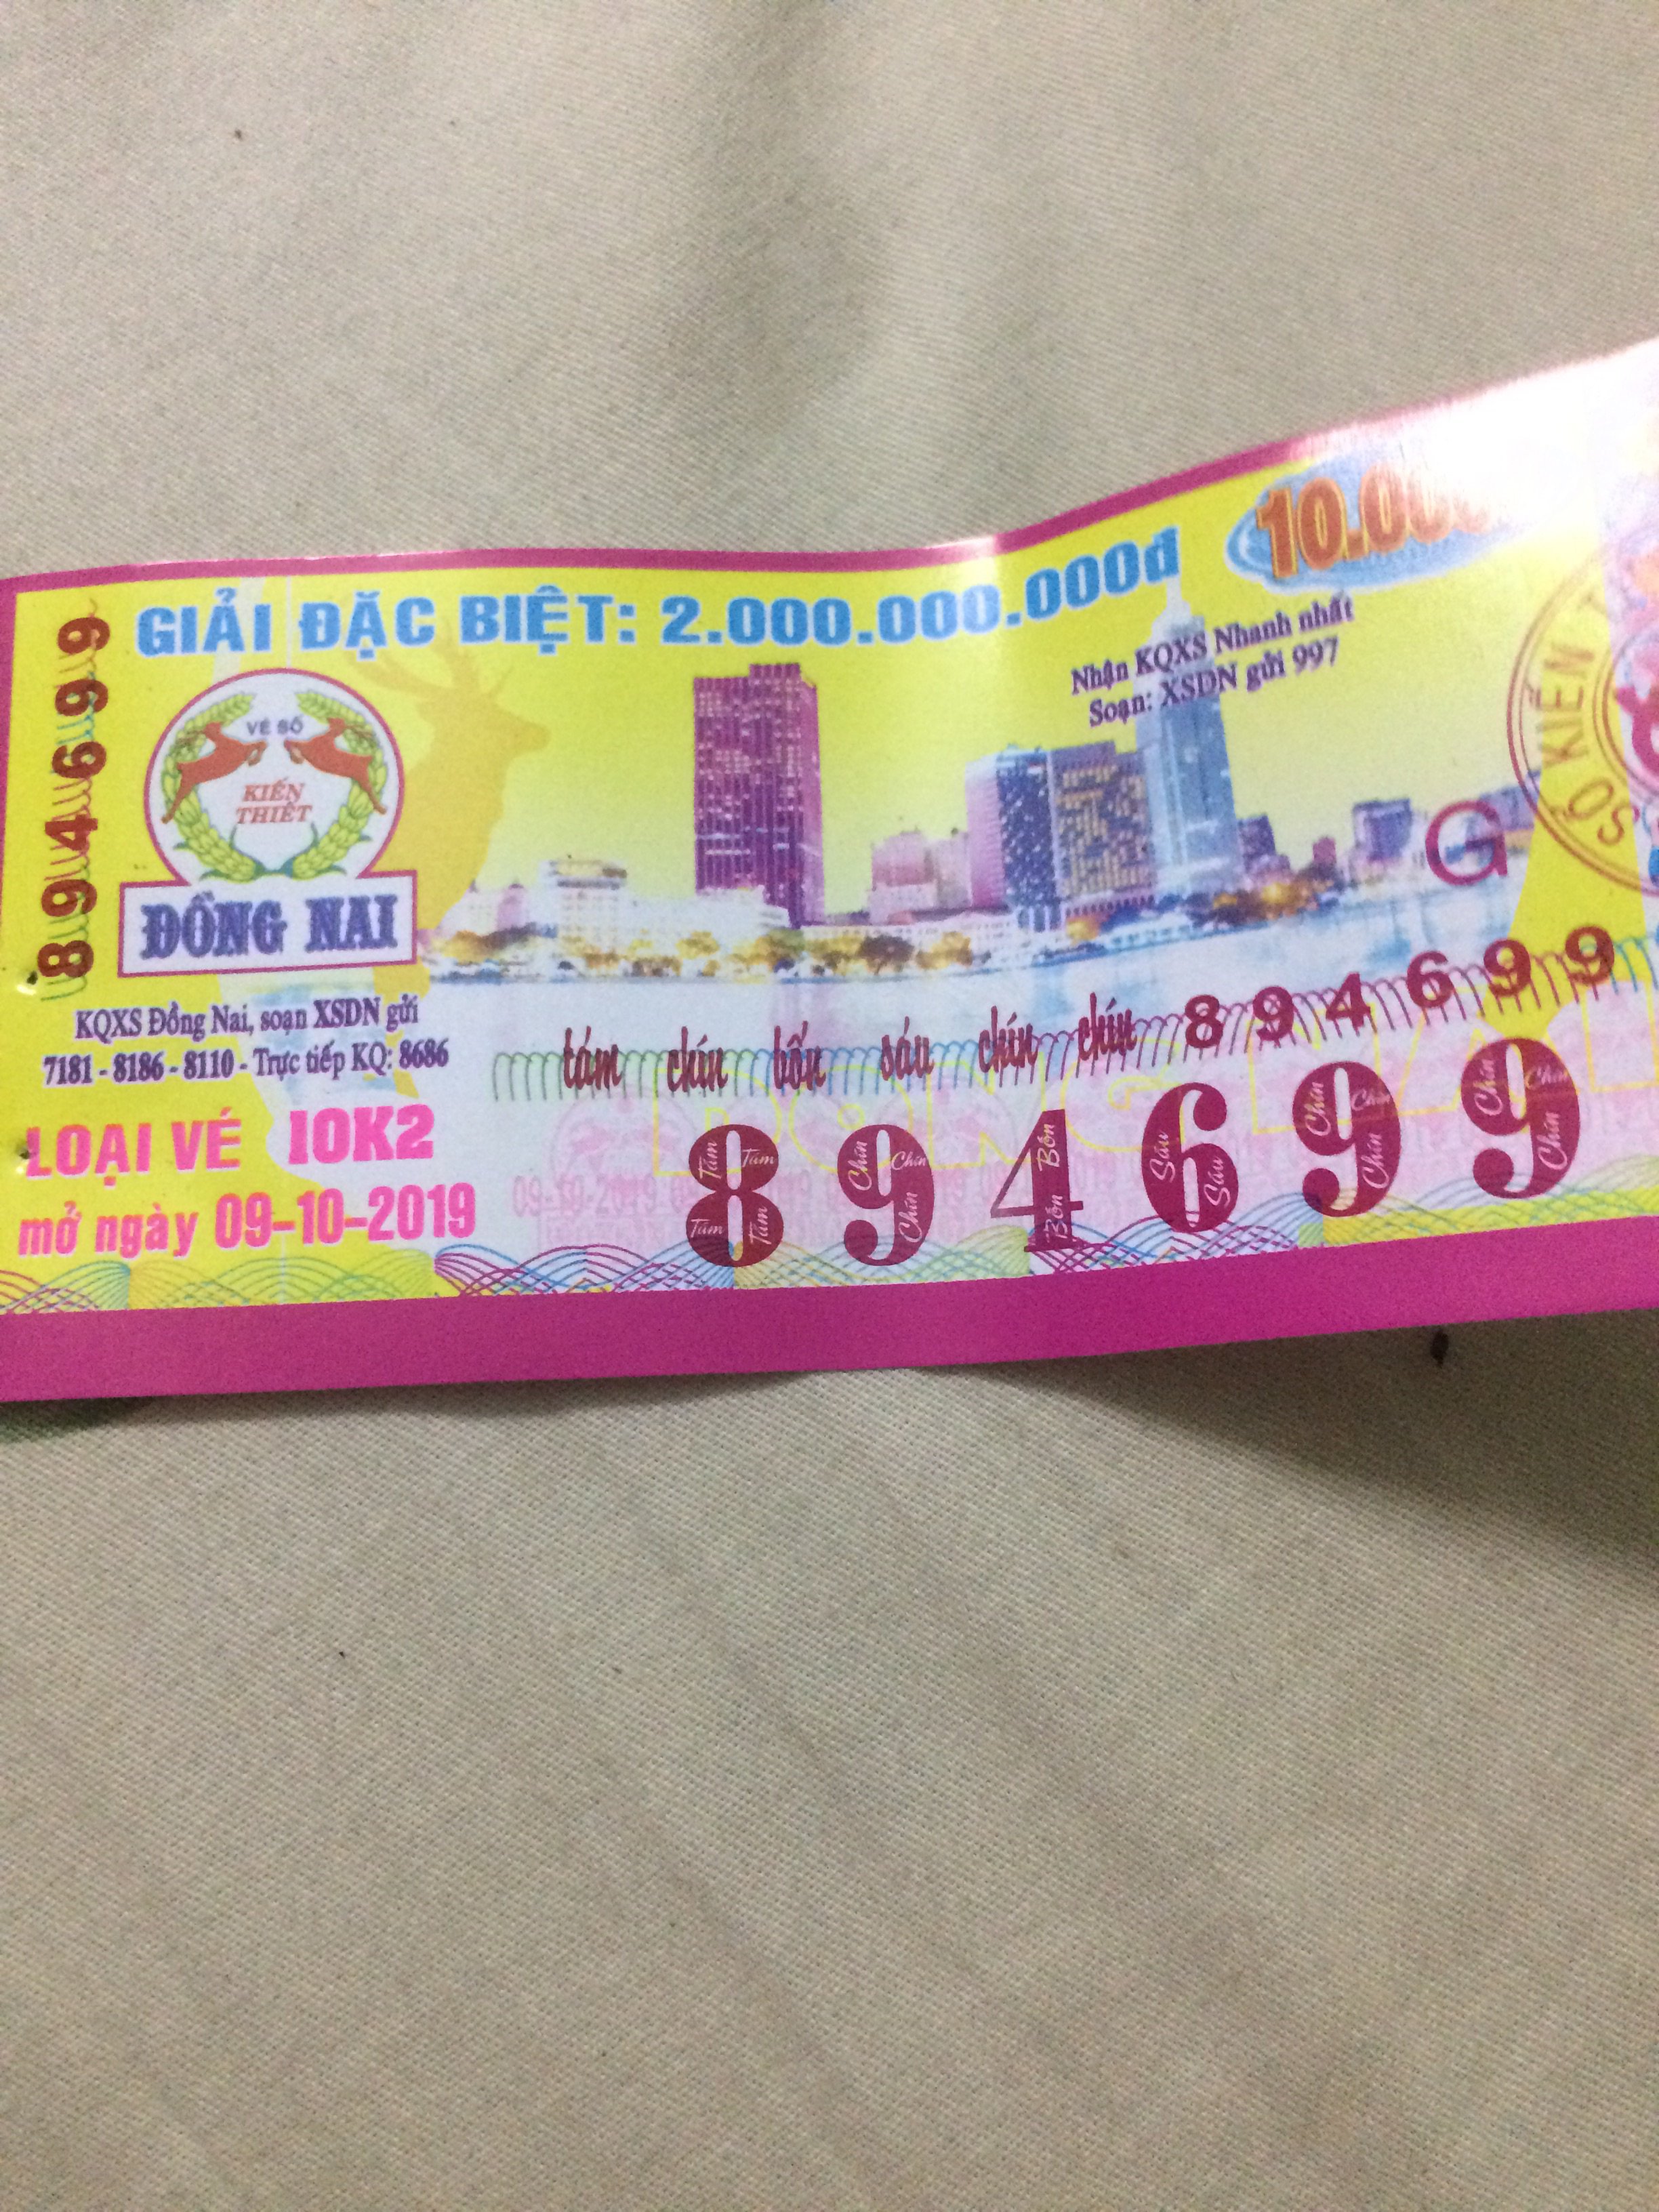 GIẢI ĐẶC BIỆT: 2.000.000.000đ
894699
VÉ SỐ
KIẾN
THIẾT
ĐỒNG NAI
Nhận KQXS Nhanh nhất
Soạn: XSDN gửi 997
G
SỐ KIẾN
KQXS Đồng Nai, soạn XSDN gửi
7181 - 8186 - 8110 - Trực tiếp KQ: 8686
tám chín bốn sáu chín chín 894699
LOẠI VÉ 10K2
mở ngày 09-10-2019
894699